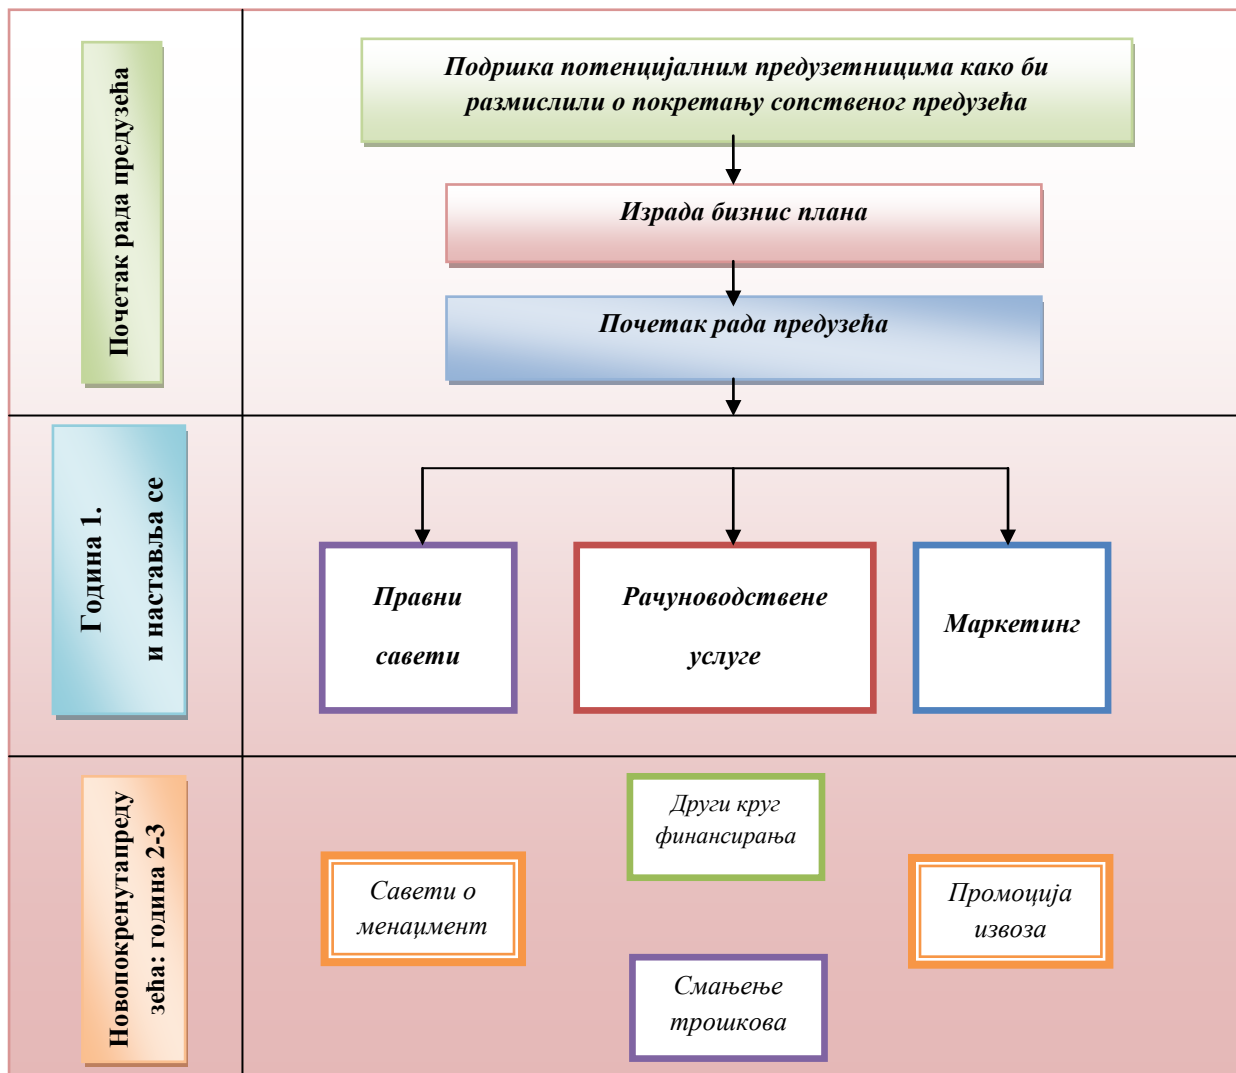 Почетак рада предузећа
Подршка потенцијалним предузетницима како би
размислили о покретању сопственог предузећа
Израда бизнис плана
Почетак рада предузећа
Година 1.
и наставља се
Правни
савети
Рачуноводствене
услуге
Маркетинг
Новопокренутапреду
зећа: година 2-3
Други круг
финансирања
Савети о
менаџмент
Промоција
извоза
Смањење
трошкова